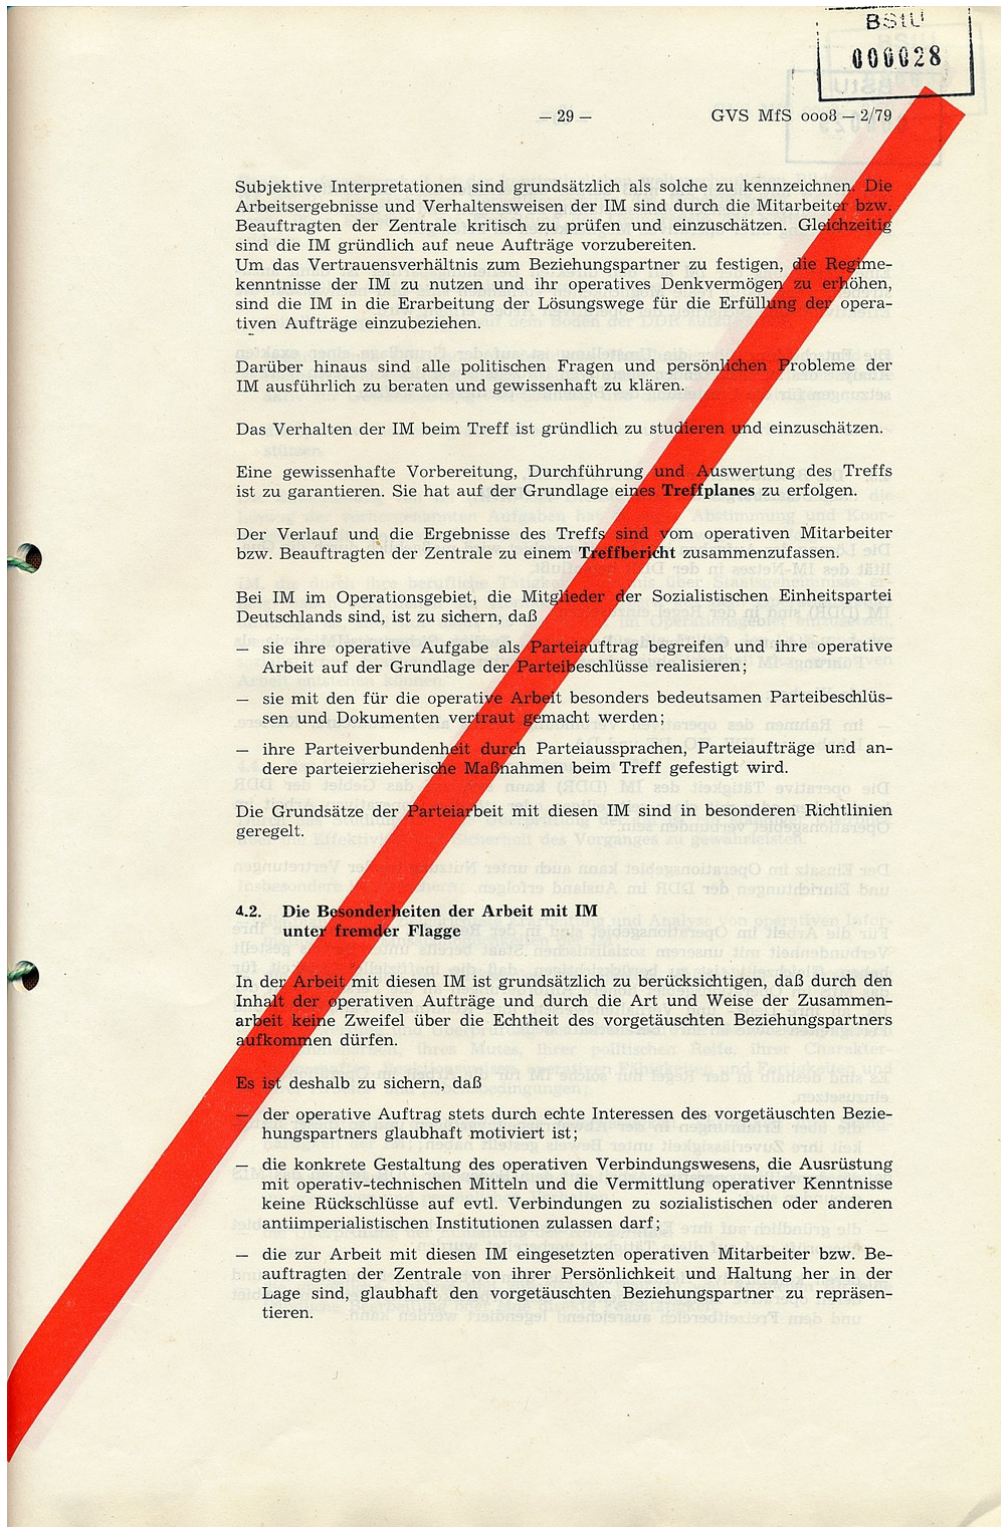 BStU
000028
— 29 —
GVS MfS ooo8 — 2/79
Subjektive Interpretationen sind grundsätzlich als solche zu kennzeichnen. Die
Arbeitsergebnisse und Verhaltensweisen der IM sind durch die Mitarbeiter bzw.
Beauftragten der Zentrale kritisch zu prüfen und einzuschätzen. Gleichzeitig
sind die IM gründlich auf neue Aufträge vorzubereiten.
Um das Vertrauensverhältnis zum Beziehungspartner zu festigen, die Regime-
kenntnisse der IM zu nutzen und ihr operatives Denkvermögen zu erhöhen,
sind die IM in die Erarbeitung der Lösungswege für die Erfüllung der opera-
tiven Aufträge einzubeziehen.
Darüber hinaus sind alle politischen Fragen und persönlichen Probleme der
IM ausführlich zu beraten und gewissenhaft zu klären.
Das Verhalten der IM beim Treff ist gründlich zu studieren und einzuschätzen.
Eine gewissenhafte Vorbereitung, Durchführung und Auswertung des Treffs
ist zu garantieren. Sie hat auf der Grundlage eines Treffplanes zu erfolgen.
Der Verlauf und die Ergebnisse des Treffs sind vom operativen Mitarbeiter
bzw. Beauftragten der Zentrale zu einem Treffbericht zusammenzufassen.
Bei IM im Operationsgebiet, die Mitglieder der Sozialistischen Einheitspartei
Deutschlands sind, ist zu sichern, daß
— sie ihre operative Aufgabe als Parteiauftrag begreifen und ihre operative
Arbeit auf der Grundlage der Parteibeschlüsse realisieren;
— sie mit den für die operative Arbeit besonders bedeutsamen Parteibeschlüs-
sen und Dokumenten vertraut gemacht werden;
— ihre Parteiverbundenheit durch Parteiaussprachen, Parteiaufträge und an-
dere parteierzieherische Maßnahmen beim Treff gefestigt wird.
Die Grundsätze der Parteiarbeit mit diesen IM sind in besonderen Richtlinien
geregelt.
4.2. Die Besonderheiten der Arbeit mit IM
unter fremder Flagge
In der Arbeit mit diesen IM ist grundsätzlich zu berücksichtigen, daß durch den
Inhalt der operativen Aufträge und durch die Art und Weise der Zusammen-
arbeit keine Zweifel über die Echtheit des vorgetäuschten Beziehungspartners
aufkommen dürfen.
Es ist deshalb zu sichern, daß
— der operative Auftrag stets durch echte Interessen des vorgetäuschten Bezie-
hungspartners glaubhaft motiviert ist;
— die konkrete Gestaltung des operativen Verbindungswesens, die Ausrüstung
mit operativ-technischen Mitteln und die Vermittlung operativer Kenntnisse
keine Rückschlüsse auf evtl. Verbindungen zu sozialistischen oder anderen
antiimperialistischen Institutionen zulassen darf;
— die zur Arbeit mit diesen IM eingesetzten operativen Mitarbeiter bzw. Be-
auftragten der Zentrale von ihrer Persönlichkeit und Haltung her in der
Lage sind, glaubhaft den vorgetäuschten Beziehungspartner zu repräsen-
tieren.